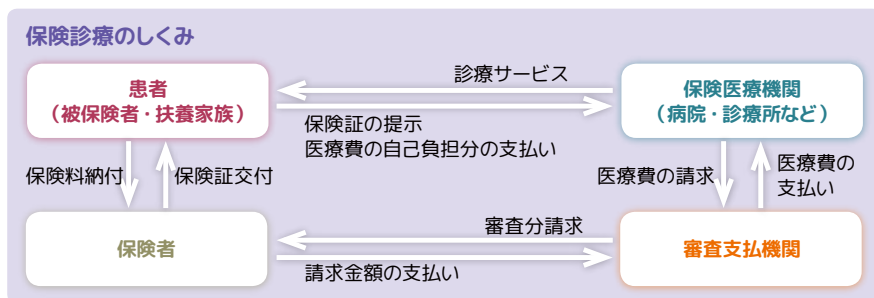 保険診療のしくみ
患者
（被保険者・扶養家族）
診療サービス
保険証の提示
医療費の自己負担分の支払い
保険医療機関
（病院・診療所など）
保険料納付
保険証交付
医療費の請求
医療費の
支払い
保険者
審査分請求
請求金額の支払い
審査支払機関